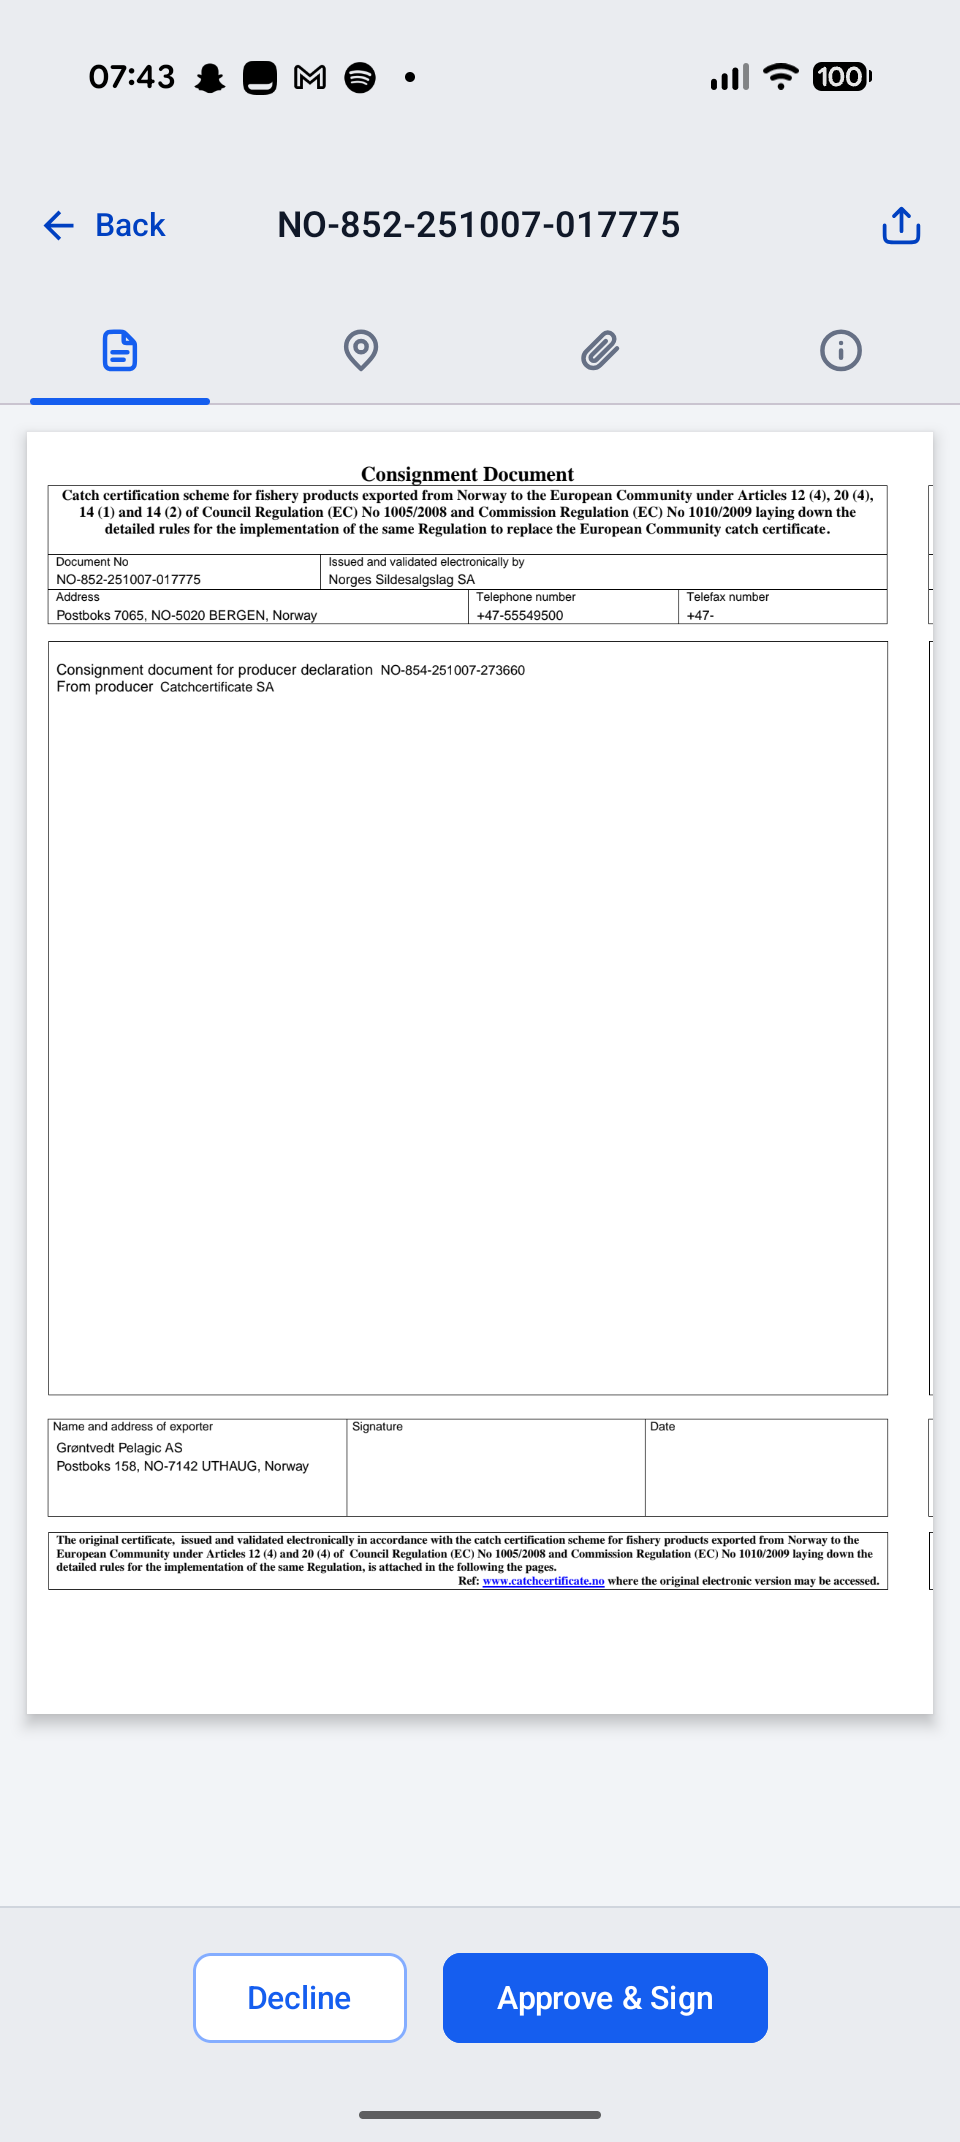 07:43
100
Back
NO-852-251007-017775
Consignment Document
Catch certification scheme for fishery products exported from Norway to the European Community under Articles 12 (4), 20 (4),
14 (1) and 14 (2) of Council Regulation (EC) No 1005/2008 and Commission Regulation (EC) No 1010/2009 laying down the
detailed rules for the implementation of the same Regulation to replace the European Community catch certificate.
Document No
Issued and validated electronically by
NO-852-251007-017775
Norges Sildesalgslag SA
Address
Telephone number
Telefax number
Postboks 7065, NO-5020 BERGEN, Norway
+47-55549500
+47-
Consignment document for producer declaration NO-854-251007-273660
From producer Catchcertificate SA
Name and address of exporter
Signature
Date
Grøntvedt Pelagic AS
Postboks 158, NO-7142 UTHAUG, Norway
The original certificate, issued and validated electronically in accordance with the catch certification scheme for fishery products exported from Norway to the
European Community under Articles 12 (4) and 20 (4) of Council Regulation (EC) No 1005/2008 and Commission Regulation (EC) No 1010/2009 laying down the
detailed rules for the implementation of the same Regulation, is attached in the following the pages.
Ref: www.catchcertificate.no where the original electronic version may be accessed.
Decline
Approve & Sign